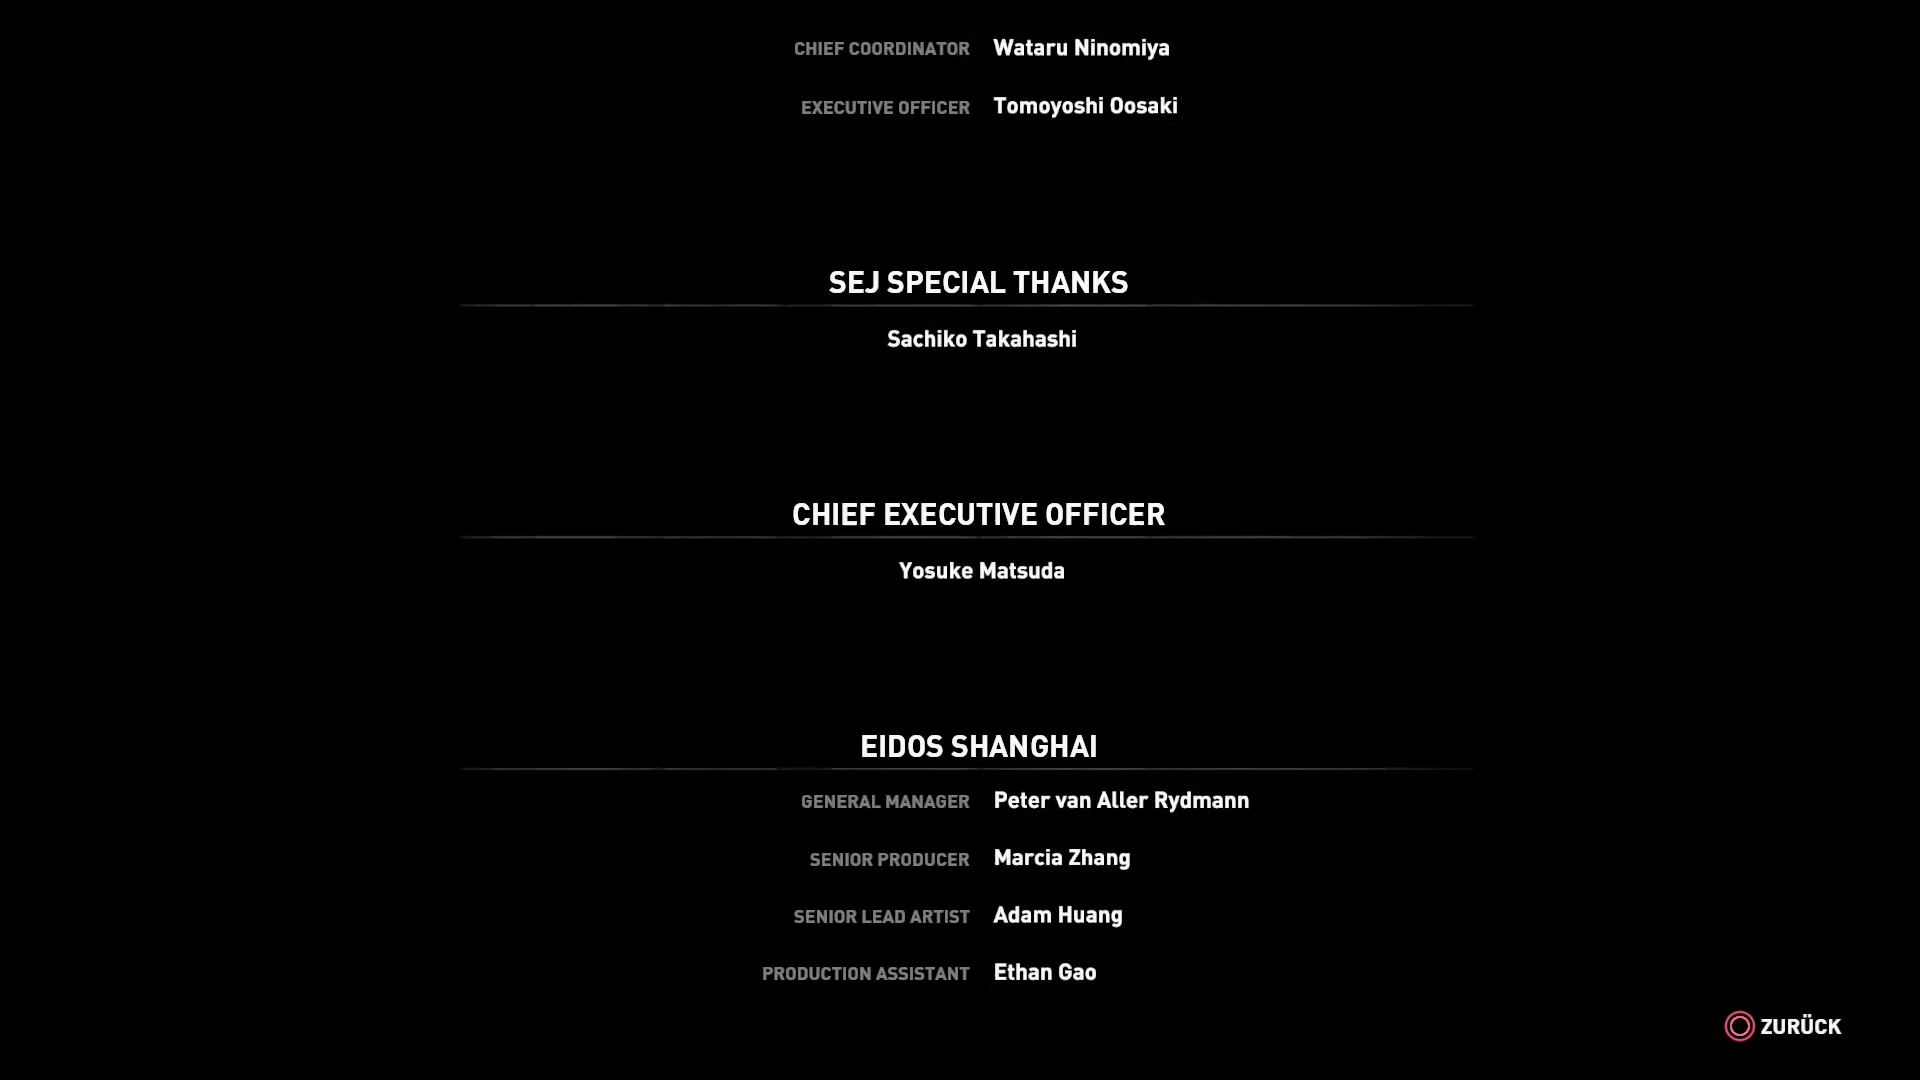 CHIEF COORDINATOR Wataru Ninomiya
EXECUTIVE OFFICER Tomoyoshi Oosaki
SEJ SPECIAL THANKS
Sachiko Takahashi
CHIEF EXECUTIVE OFFICER
Yosuke Matsuda
EIDOS SHANGHAI
GENERAL MANAGER Peter van Aller Rydmann
SENIOR PRODUCER Marcia Zhang
SENIOR LEAD ARTIST Adam Huang
PRODUCTION ASSISTANT Ethan Gao
ZURÜCK